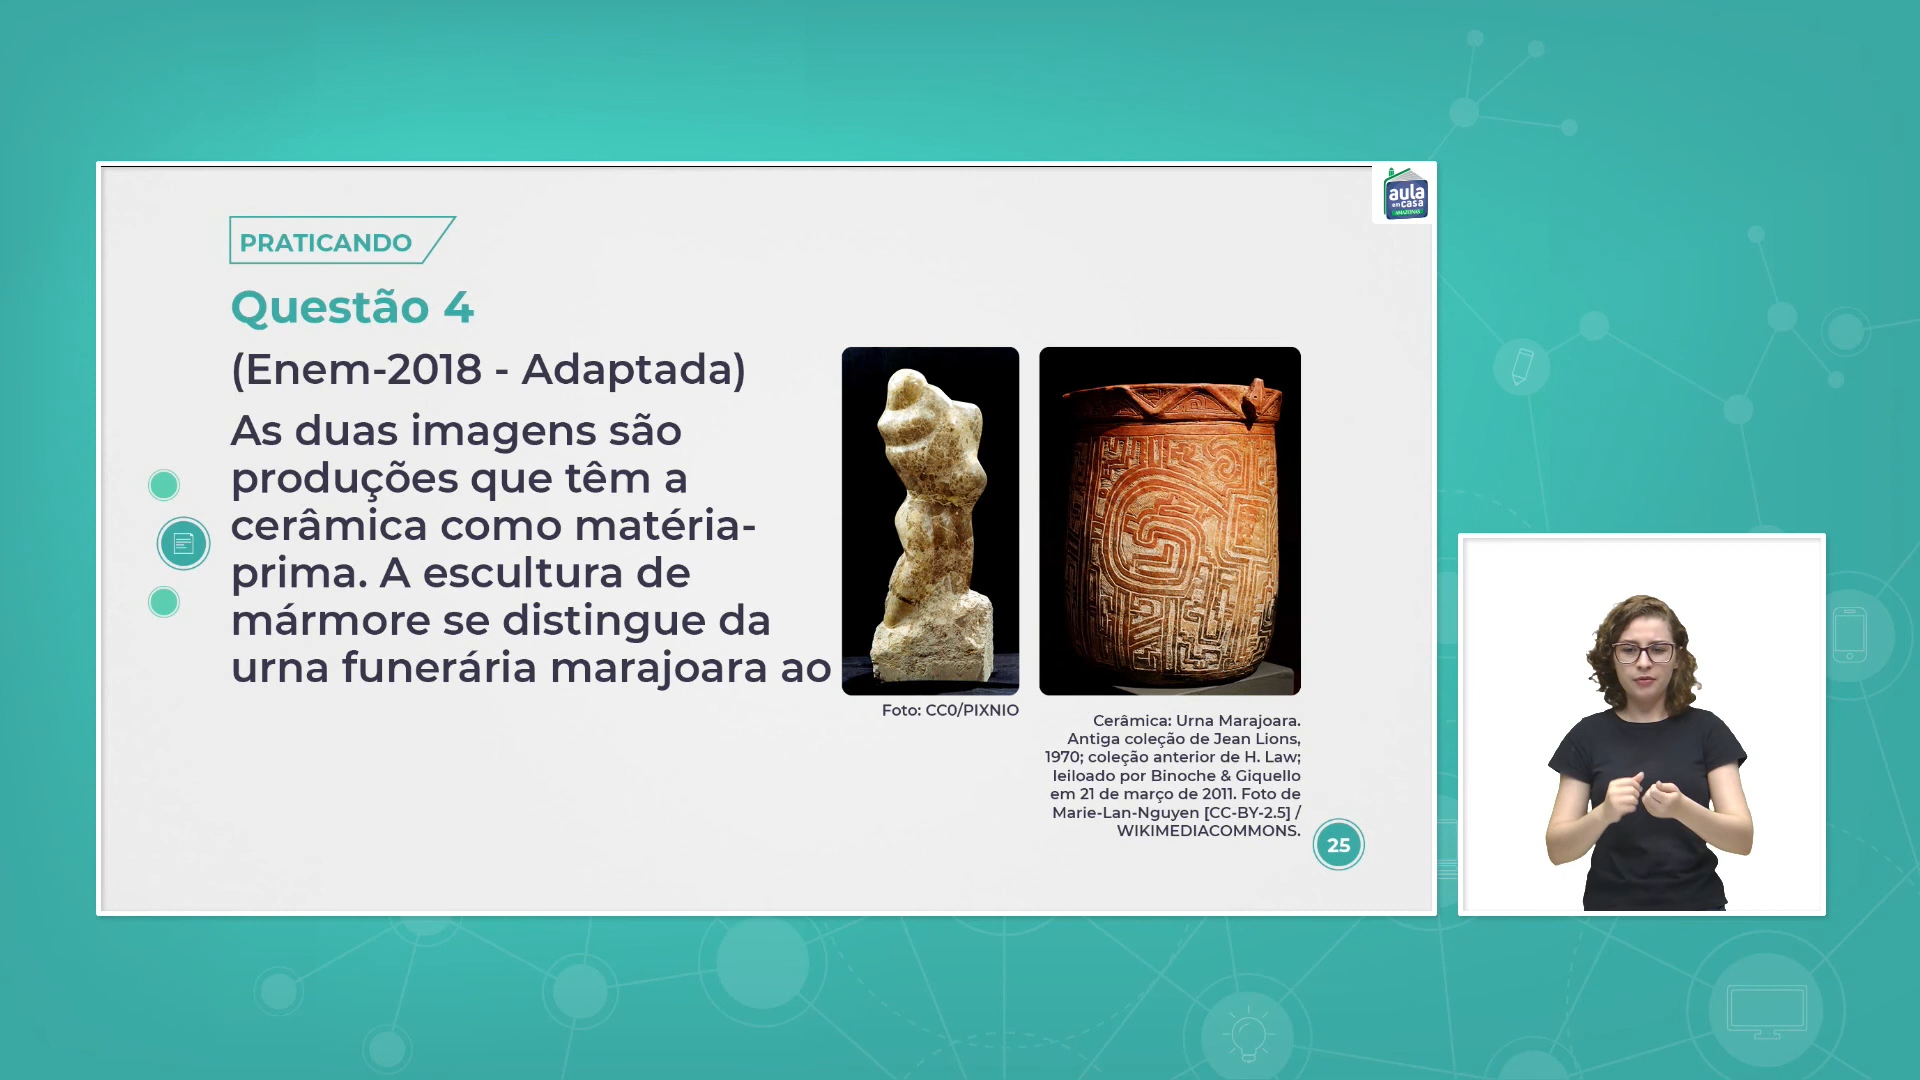 aula
em casa
AMAZONAS
PRATICANDO
Questão 4
(Enem-2018 - Adaptada)
As duas imagens são
produções que têm a
cerâmica como matéria-
prima. A escultura de
mármore se distingue da
urna funerária marajoara ao
Foto: CC0/PIXNIO
Cerâmica: Urna Marajoara.
Antiga coleção de Jean Lions,
1970; coleção anterior de H. Law;
leiloado por Binoche & Giquello
em 21 de março de 2011. Foto de
Marie-Lan-Nguyen [CC-BY-2.5] /
WIKIMEDIACOMMONS.
25